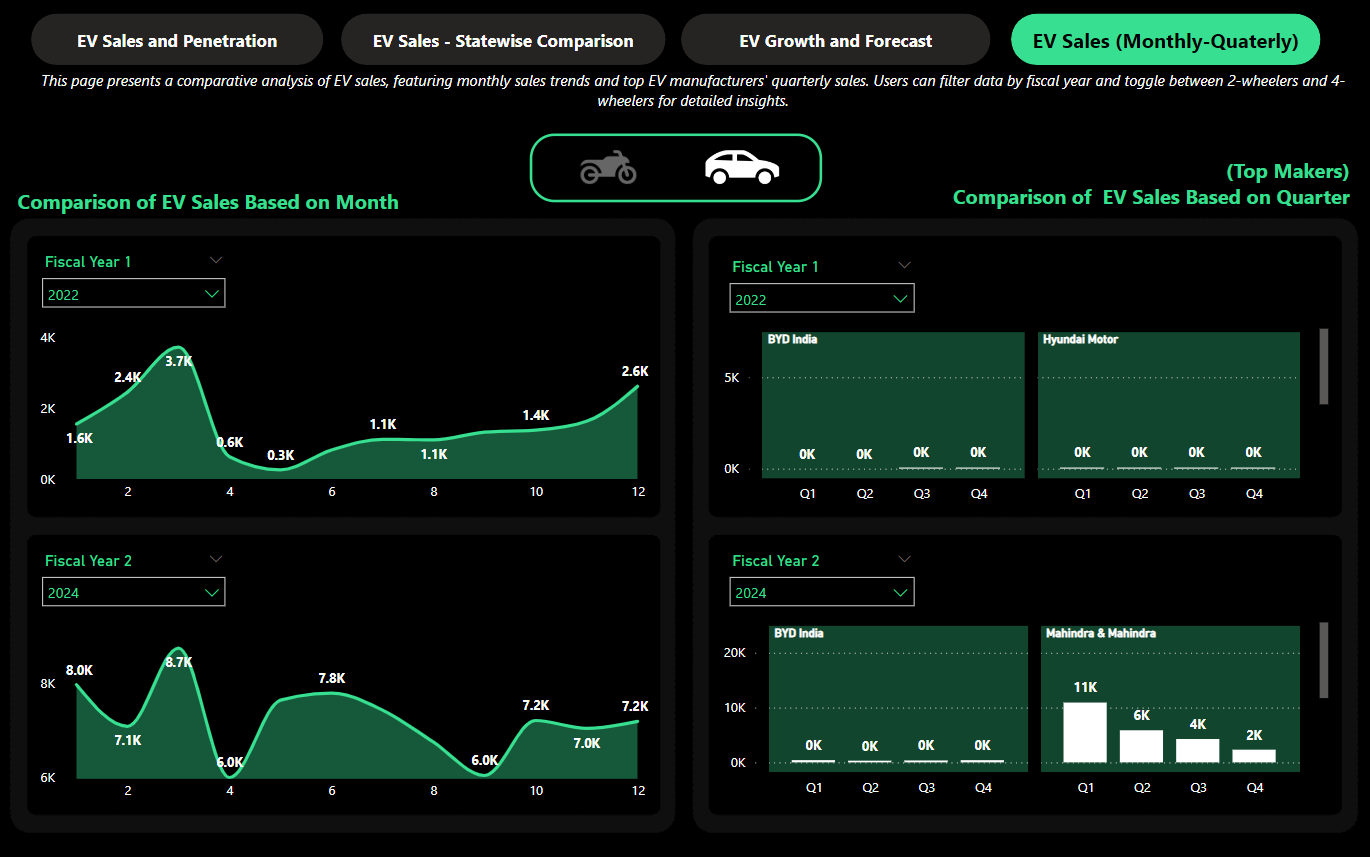 EV Sales and Penetration
EV Sales - Statewise Comparison
EV Growth and Forecast
EV Sales (Monthly-Quaterly)
This page presents a comparative analysis of EV sales, featuring monthly sales trends and top EV manufacturers' quarterly sales. Users can filter data by fiscal year and toggle between 2-wheelers and 4-
wheelers for detailed insights.
Comparison of EV Sales Based on Month
(Top Makers)
Comparison of EV Sales Based on Quarter
Fiscal Year 1
2022
4K
2K
0K
1.6K
2.4K
3.7K
0.6K
0.3K
1.1K
1.1K
1.4K
2.6K
2 4 6 8 10 12
Fiscal Year 2
2024
8K
6K
8.0K
7.1K
8.7K
6.0K
7.8K
6.0K
7.2K
7.0K
7.2K
2 4 6 8 10 12
Fiscal Year 1
2022
BYD India
Hyundai Motor
5K
0K
0K 0K 0K 0K
0K 0K 0K 0K
Q1 Q2 Q3 Q4
Q1 Q2 Q3 Q4
Fiscal Year 2
2024
BYD India
Mahindra & Mahindra
20K
10K
0K
0K 0K 0K 0K
11K 6K 4K 2K
Q1 Q2 Q3 Q4
Q1 Q2 Q3 Q4